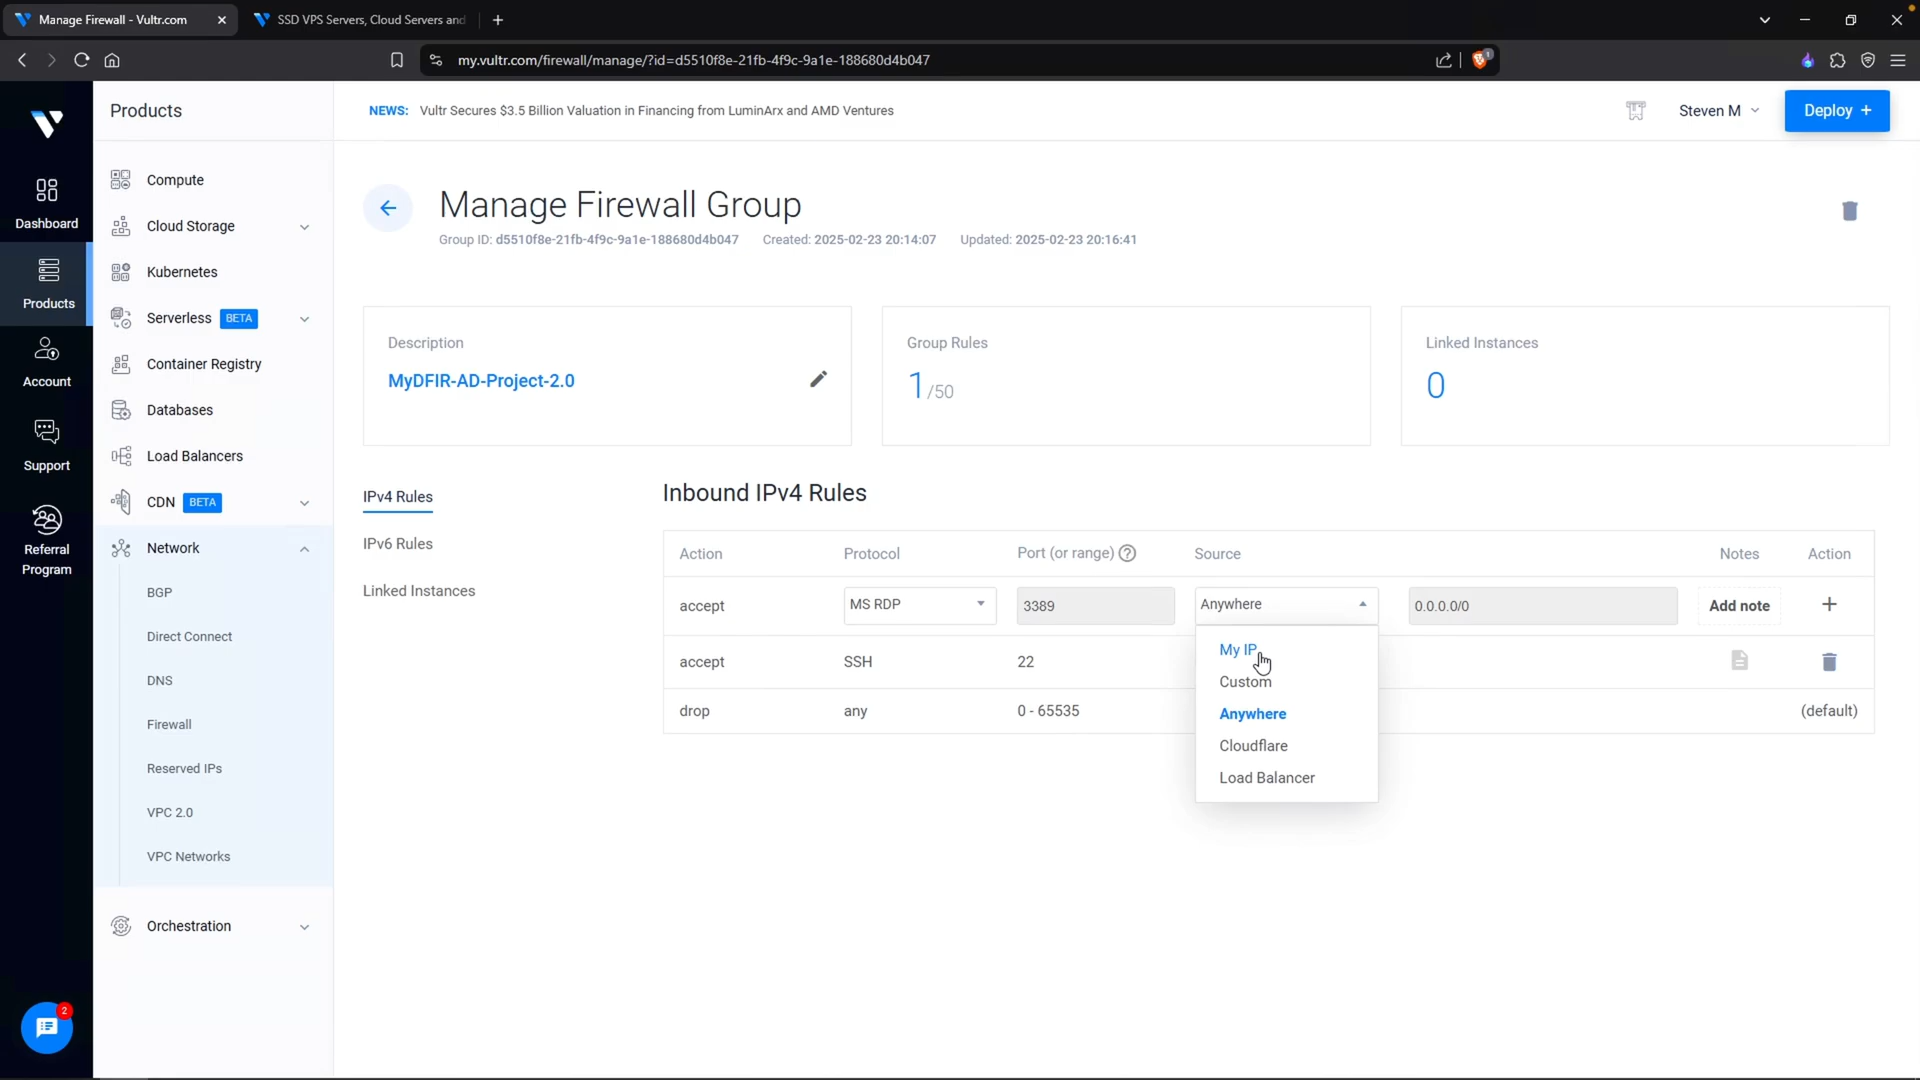 Manage Firewall - Vultr.com
SSD VPS Servers, Cloud Servers and
my.vultr.com/firewall/manage/?id=d5510f8e-21fb-4f9c-9a1e-188680d4b047
1
Products
NEWS: Vultr Secures $3.5 Billion Valuation in Financing from LuminArx and AMD Ventures
Steven M
Deploy +
Dashboard
Products
Account
Support
Referral
Program
2
Compute
Cloud Storage
Kubernetes
Serverless BETA
Container Registry
Databases
Load Balancers
CDN BETA
Network
BGP
Direct Connect
DNS
Firewall
Reserved IPs
VPC 2.0
VPC Networks
Orchestration
Manage Firewall Group
Group ID: d5510f8e-21fb-4f9c-9a1e-188680d4b047 Created: 2025-02-23 20:14:07 Updated: 2025-02-23 20:16:41
Description
MyDFIR-AD-Project-2.0
Group Rules
1/50
Linked Instances
0
IPv4 Rules
IPv6 Rules
Linked Instances
Inbound IPv4 Rules
Action Protocol Port (or range) ? Source Notes Action
accept MS RDP 3389 Anywhere 0.0.0.0/0 Add note +
accept SSH 22
drop any 0 - 65535 (default)
My IP
Custom
Anywhere
Cloudflare
Load Balancer